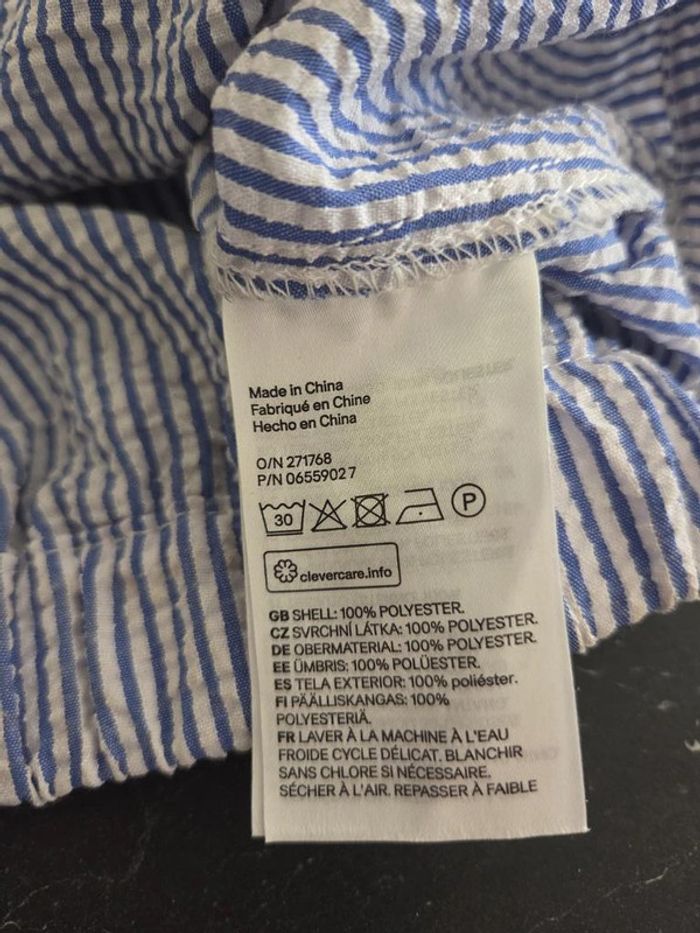 Made in China
Fabriqué en Chine
Hecho en China
O/N 271768
P/N 06559027
30
P
clevercare.info
GB SHELL: 100% POLYESTER.
CZ SVRCHNÍ LÁTKA: 100% POLYESTER.
DE OBERMATERIAL: 100% POLYESTER.
EE ÜMBRIS: 100% POLÜESTER.
ES TELA EXTERIOR: 100% poliéster.
FI PÄÄLLISKANGAS: 100%
POLYESTERIÄ.
FR LAVER À LA MACHINE À L'EAU
FROIDE CYCLE DÉLICAT. BLANCHIR
SANS CHLORE SI NÉCESSAIRE.
SÉCHER À L'AIR. REPASSER À FAIBLE